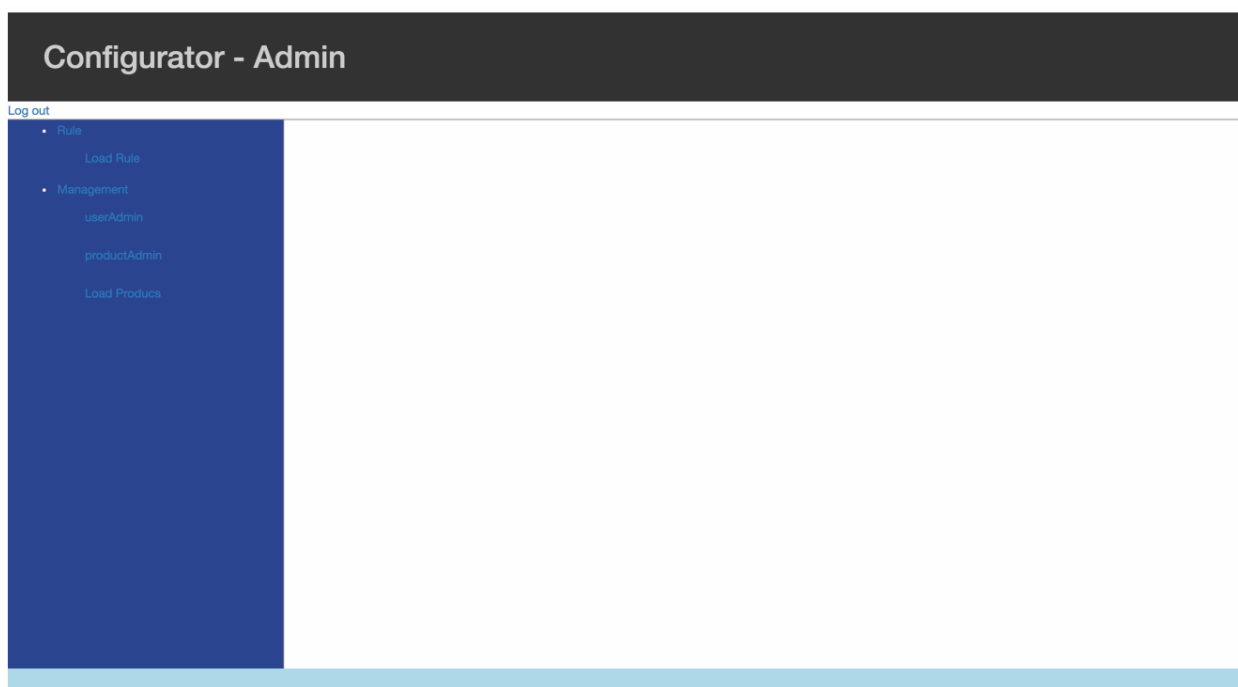 Configurator - Admin
Log out
• Rule
Load Rule
• Management
userAdmin
productAdmin
Load Producs